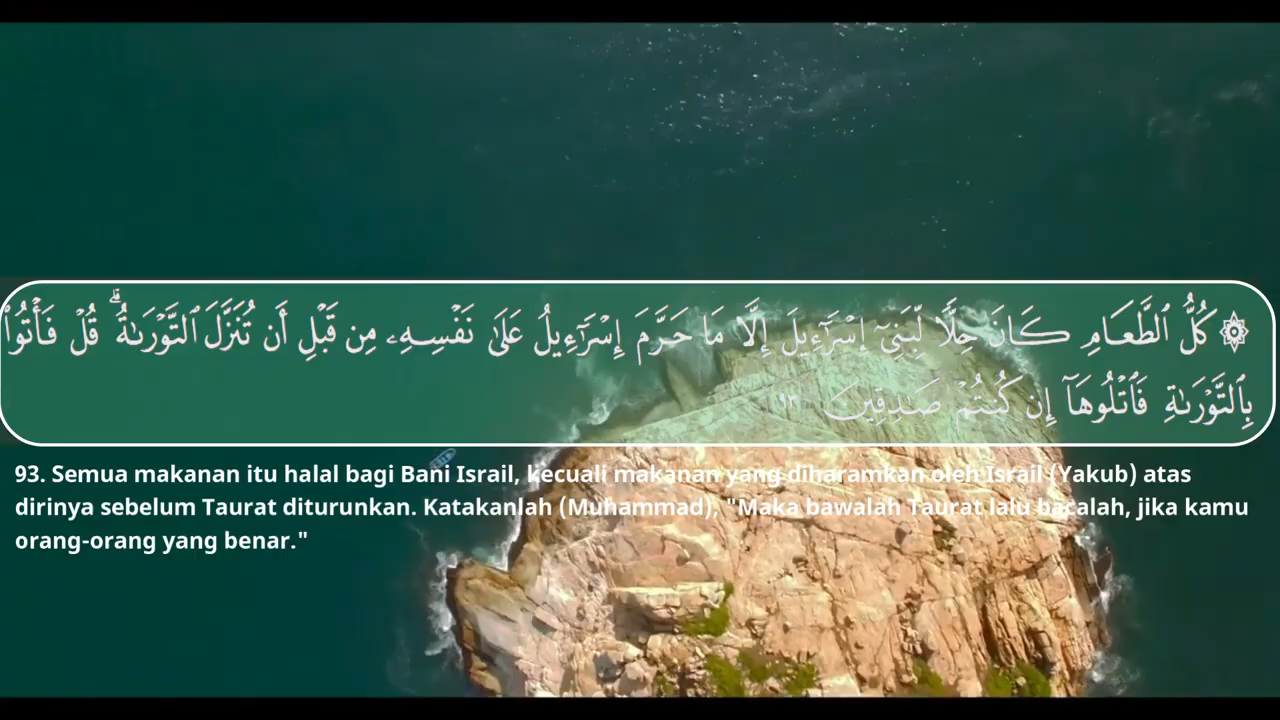 ۞ كُلُّ ٱلطَّعَامِ كَانَ حِلًّا لِّبَنِىٓ إِسْرَٰٓءِيلَ إِلَّا مَا حَرَّمَ إِسْرَٰٓءِيلُ عَلَىٰ نَفْسِهِۦ مِن قَبْلِ أَن تُنَزَّلَ ٱلتَّوْرَىٰةُ ۗ قُلْ فَأْتُوا۟
بِٱلتَّوْرَىٰةِ فَٱتْلُوهَآ إِن كُنتُمْ صَـٰدِقِينَ ٩٣
93. Semua makanan itu halal bagi Bani Israil, kecuali makanan yang diharamkan oleh Israil (Yakub) atas
dirinya sebelum Taurat diturunkan. Katakanlah (Muhammad), "Maka bawalah Taurat lalu bacalah, jika kamu
orang-orang yang benar."